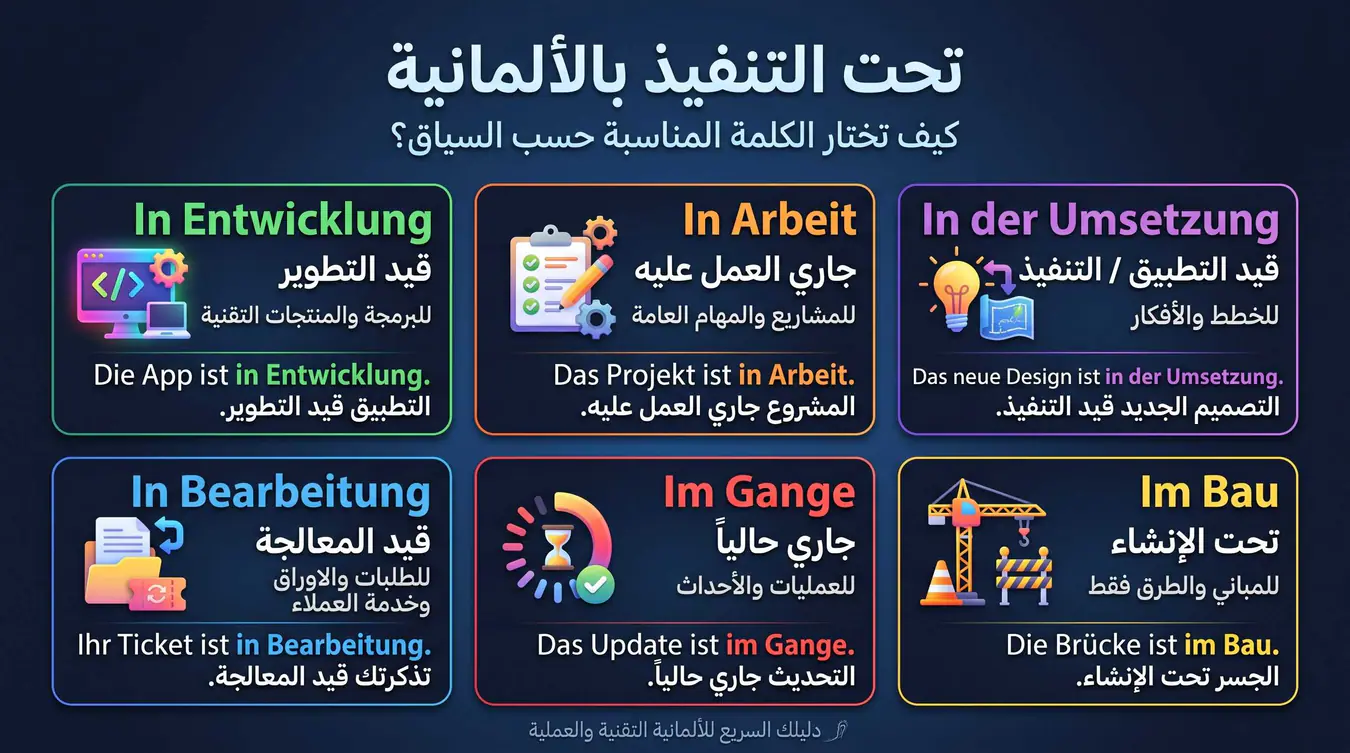 تحت التنفيذ بالألمانية
كيف تختار الكلمة المناسبة حسب السياق؟
In Entwicklung
قيد التطوير
للبرمجة والمنتجات التقنية
Die App ist in Entwicklung.
التطبيق قيد التطوير.
In Arbeit
جاري العمل عليه
للمشاريع والمهام العامة
Das Projekt ist in Arbeit.
المشروع جاري العمل عليه.
In der Umsetzung
قيد التطبيق / التنفيذ
للخطط والأفكار
Das neue Design ist in der Umsetzung.
التصميم الجديد قيد التنفيذ.
In Bearbeitung
قيد المعالجة
للطلبات والاوراق
وخدمة العملاء
Ihr Ticket ist in Bearbeitung.
تذكرتك قيد المعالجة.
Im Gange
جاري حالياً
للعمليات والأحداث
Das Update ist im Gange.
التحديث جاري حالياً.
Im Bau
تحت الإنشاء
للمباني والطرق فقط
Die Brücke ist im Bau.
الجسر تحت الإنشاء.
دليلك السريع للألمانية التقنية والعملية